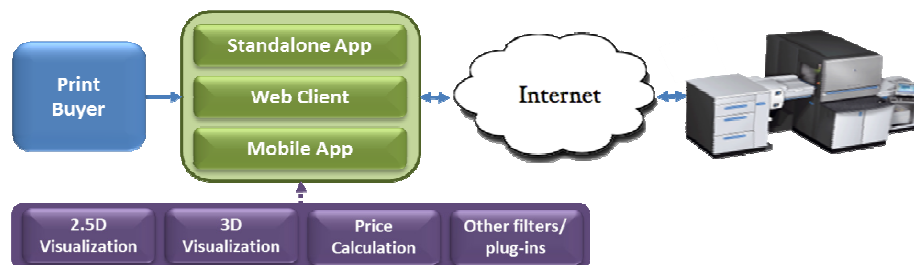 Print
Buyer
Standalone App
Web Client
Mobile App
Internet
2.5D
Visualization
3D
Visualization
Price
Calculation
Other filters/
plug-ins